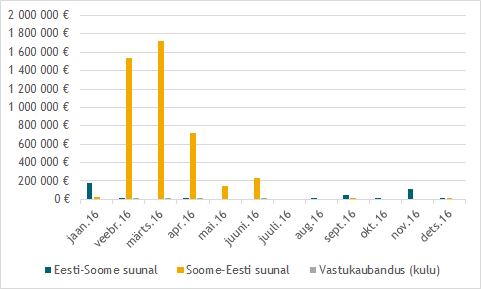 2 000 000 €
1 800 000 €
1 600 000 €
1 400 000 €
1 200 000 €
1 000 000 €
800 000 €
600 000 €
400 000 €
200 000 €
0 €
jaan.16 veebr.16 märts.16 apr.16 mai.16 juuni.16 juuli.16 aug.16 sept.16 okt.16 nov.16 dets.16
Eesti-Soome suunal Soome-Eesti suunal Vastukaubandus (kulu)